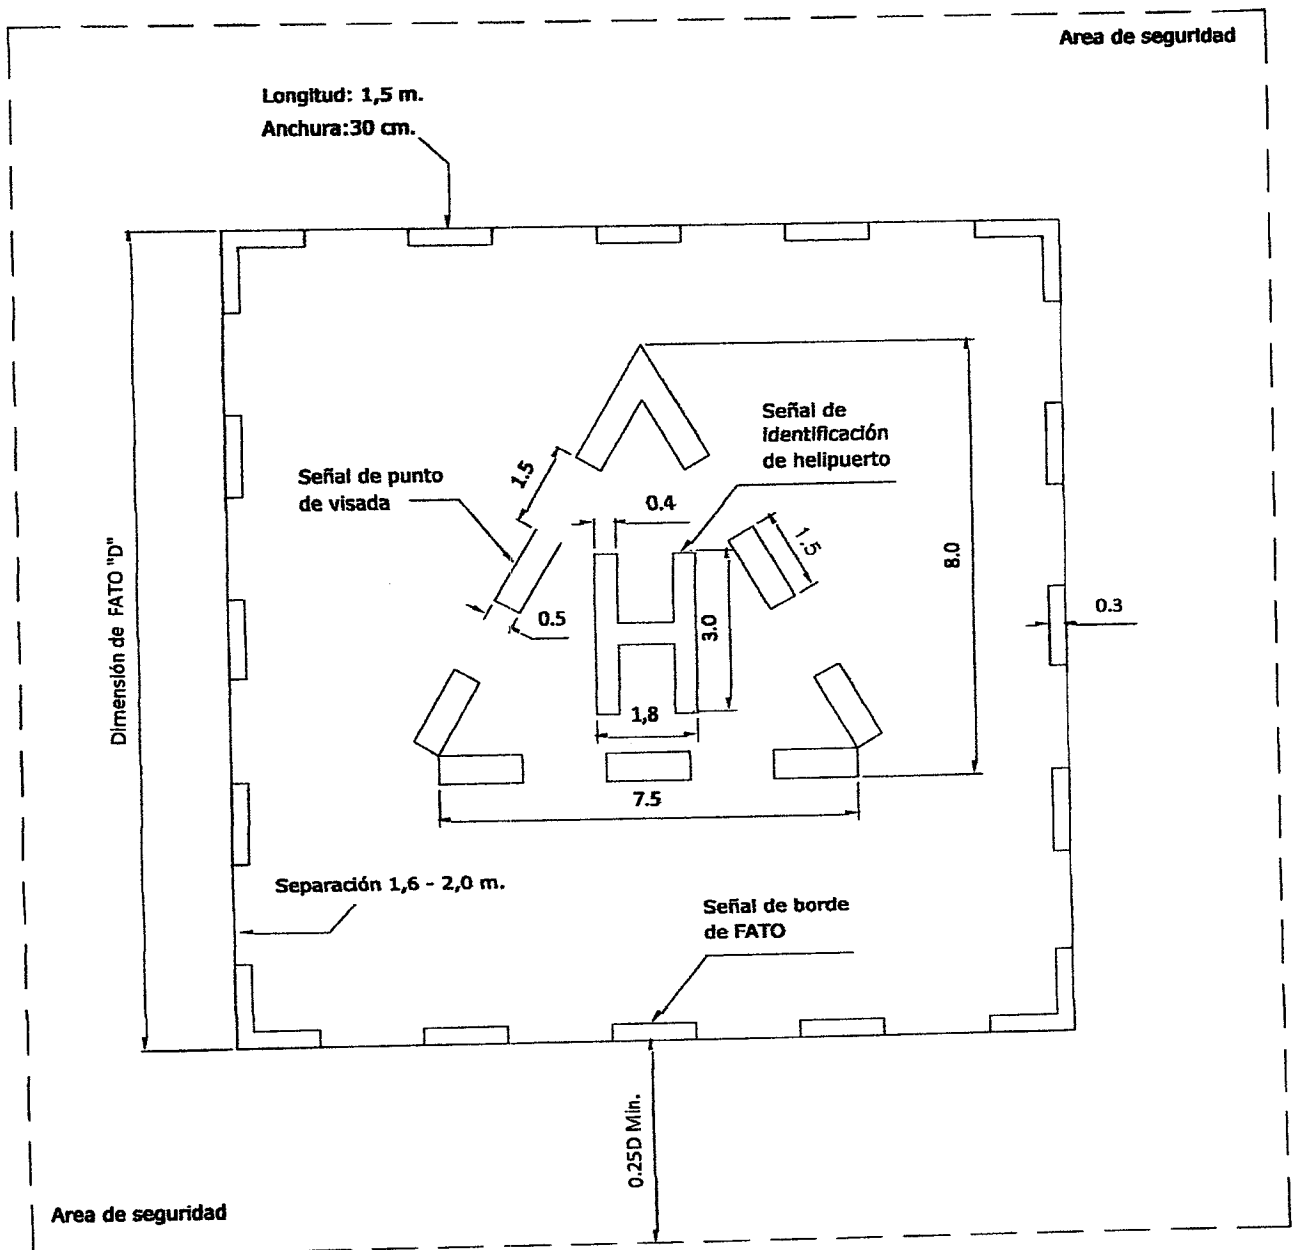 Area de seguridad
Longitud: 1,5 m.
Anchura:30 cm.
Señal de
identificación
de helipuerto
Señal de punto
de visada
1.5
0.4
1.5
8.0
Dimensión de FATO "D"
0.5
3.0
0.3
1,8
7.5
Separación 1,6 - 2,0 m.
Señal de borde
de FATO
0.25D Min.
Area de seguridad